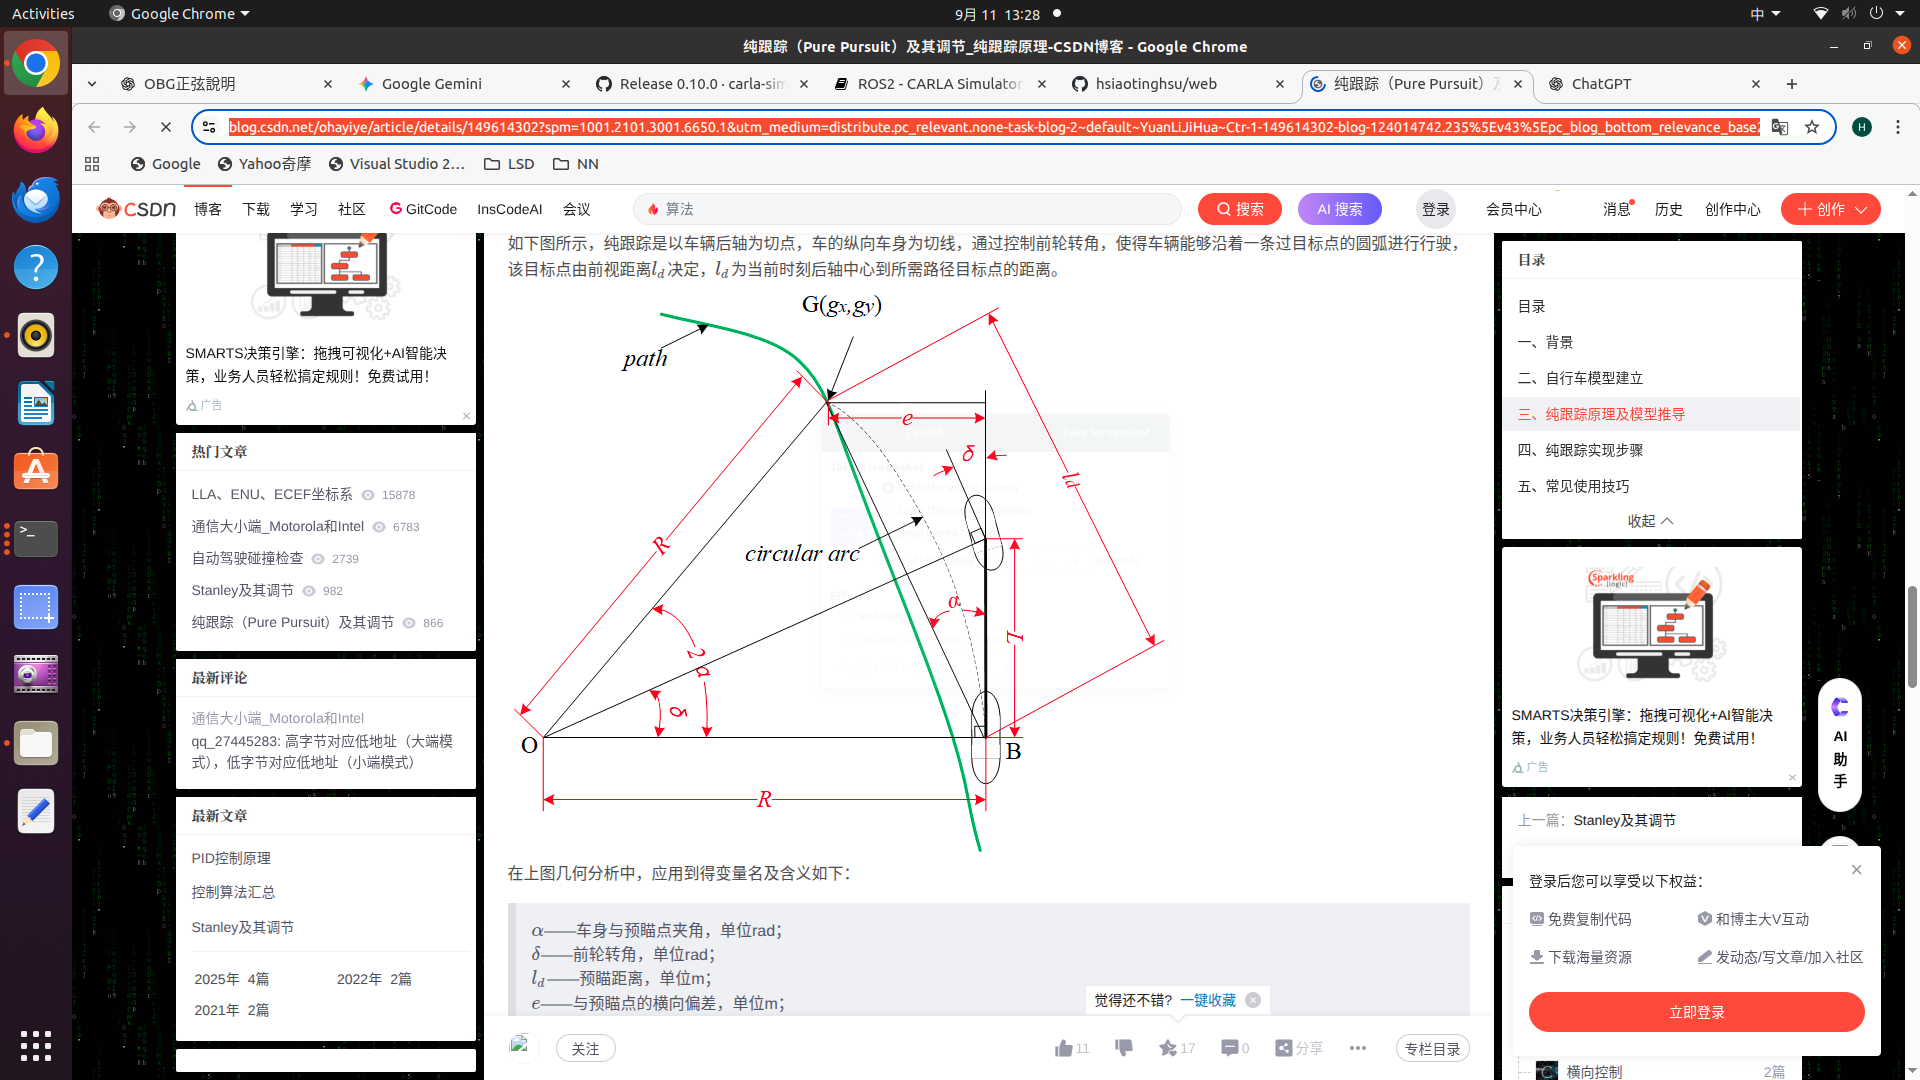 Activities
Google Chrome
9月 11 13:28
中
纯跟踪（Pure Pursuit）及其调节_纯跟踪原理-CSDN博客 - Google Chrome
OBG正弦說明
Google Gemini
Release 0.10.0 · carla-sim
ROS2 - CARLA Simulator
hsiaotinghsu/web
纯跟踪（Pure Pursuit）及
ChatGPT
blog.csdn.net/ohayiye/article/details/149614302?spm=1001.2101.3001.6650.1&utm_medium=distribute.pc_relevant.none-task-blog-2~default~YuanLiJiHua~Ctr-1-149614302-blog-124014742.235%5Ev43%5Epc_blog_bottom_relevance_base2
H
Google
Yahoo奇摩
Visual Studio 2…
LSD
NN
CSDN
博客
下载
学习
社区
GitCode
InsCodeAI
会议
算法
搜索
AI 搜索
登录
会员中心
消息
历史
创作中心
创作
SMARTS决策引擎：拖拽可视化+AI智能决
策，业务人员轻松搞定规则！免费试用！
广告
热门文章
LLA、ENU、ECEF坐标系 15878
通信大小端_Motorola和Intel 6783
自动驾驶碰撞检查 2739
Stanley及其调节 982
纯跟踪（Pure Pursuit）及其调节 866
最新评论
通信大小端_Motorola和Intel
qq_27445283: 高字节对应低地址（大端模
式），低字节对应低地址（小端模式）
最新文章
PID控制原理
控制算法汇总
Stanley及其调节
2025年 4篇
2022年 2篇
2021年 2篇
如下图所示，纯跟踪是以车辆后轴为切点，车的纵向车身为切线，通过控制前轮转角，使得车辆能够沿着一条过目标点的圆弧进行行驶，
该目标点由前视距离ld决定，ld为当前时刻后轴中心到所需路径目标点的距离。
G(gx,gy)
path
e
δ
ld
R
circular arc
α
L
2α
δ
O
B
R
在上图几何分析中，应用到得变量名及含义如下：
α——车身与预瞄点夹角，单位rad；
δ——前轮转角，单位rad；
ld——预瞄距离，单位m；
e——与预瞄点的横向偏差，单位m；
觉得还不错? 一键收藏
关注
11
17
0
分享
专栏目录
目录
目录
一、背景
二、自行车模型建立
三、纯跟踪原理及模型推导
四、纯跟踪实现步骤
五、常见使用技巧
收起
Sparkling
[logic]
SMARTS决策引擎：拖拽可视化+AI智能决
策，业务人员轻松搞定规则！免费试用！
广告
AI
助
手
上一篇：Stanley及其调节
登录后您可以享受以下权益：
免费复制代码
和博主大V互动
下载海量资源
发动态/写文章/加入社区
立即登录
横向控制
2篇